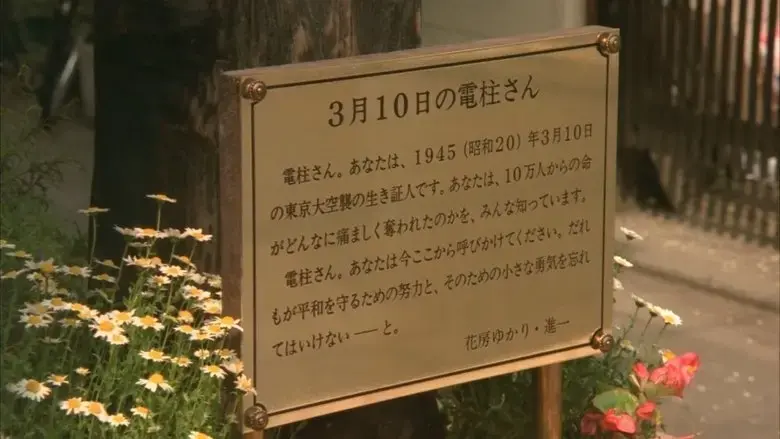 3月10日の電柱さん
電柱さん。あなたは、1945(昭和20)年3月10日
の東京大空襲の生き証人です。あなたは、10万人からの命
がどんなに痛ましく奪われたのかを、みんな知っています。
電柱さん。あなたは今ここから呼びかけてください。だれ
もが平和を守るための努力と、そのための小さな勇気を忘れ
てはいけない――と。
花房ゆかり・進一